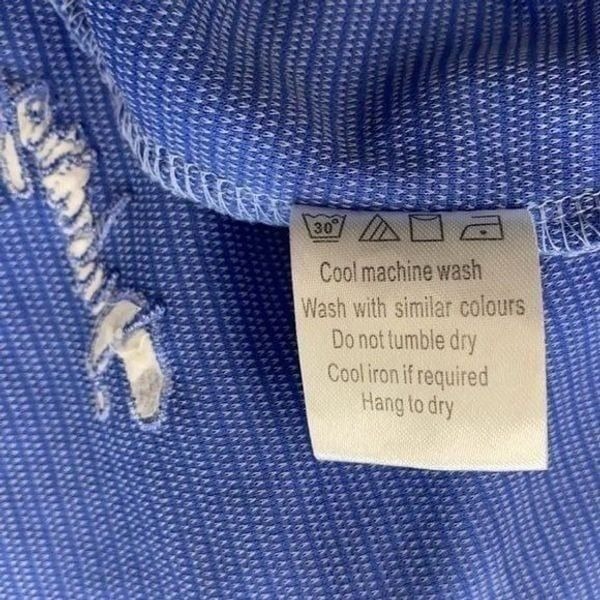 30°
Cool machine wash
Wash with similar colours
Do not tumble dry
Cool iron if required
Hang to dry